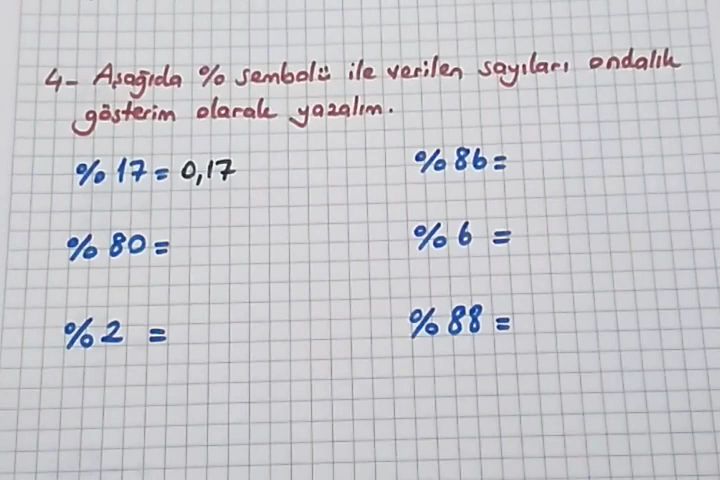 4- Aşağıda % sembolü ile verilen sayıları ondalık
gösterim olarak yazalım.
% 17 = 0,17
% 86 =
% 80 =
% 6 =
% 2 =
% 88 =